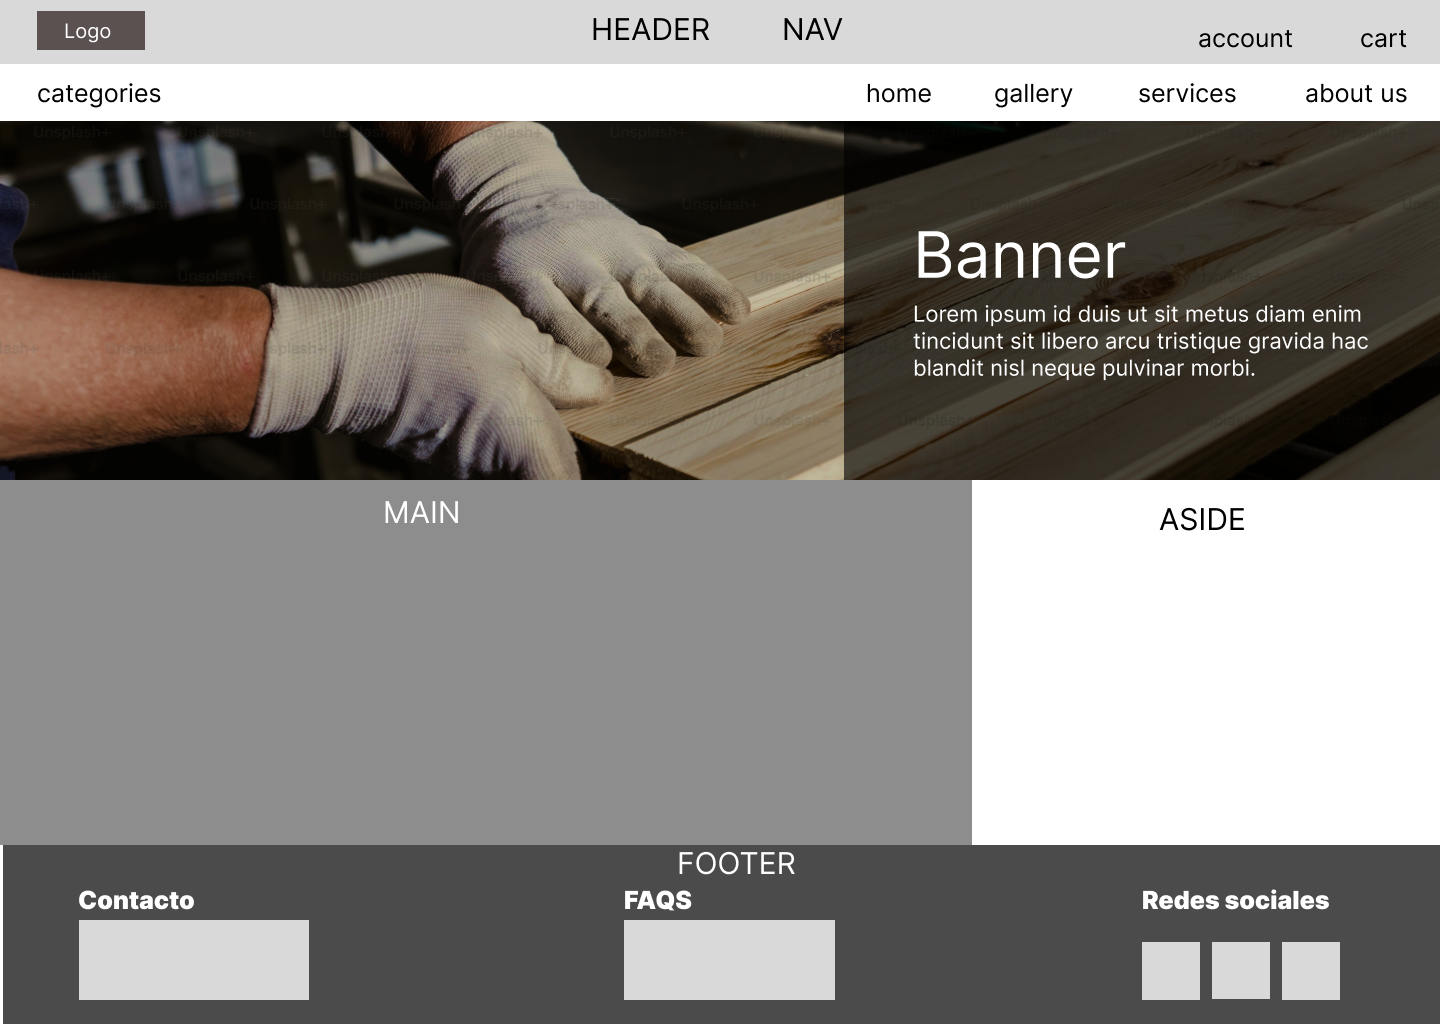 Logo
HEADER NAV
account cart
categories
home gallery services about us
Banner
Lorem ipsum id duis ut sit metus diam enim
tincidunt sit libero arcu tristique gravida hac
blandit nisl neque pulvinar morbi.
Unsplash+
MAIN
ASIDE
FOOTER
Contacto
FAQS
Redes sociales